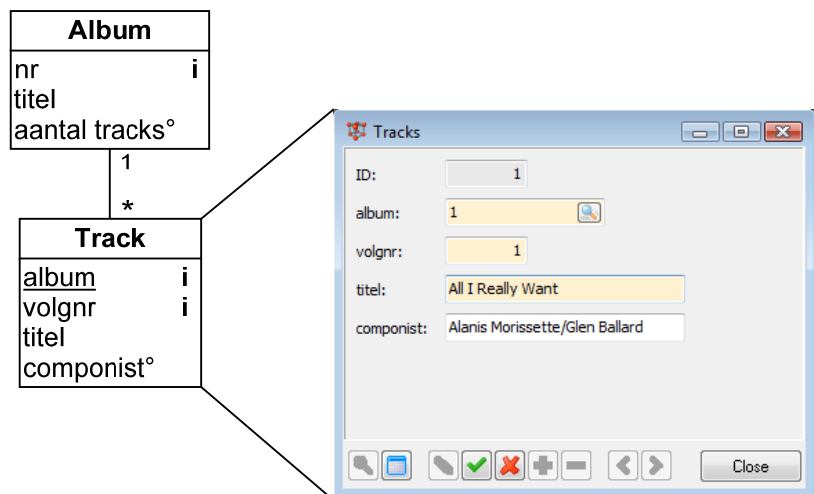 Album
nr i
titel
aantal tracks°
1
*
Track
album i
volgnr i
titel
componist°
Tracks
ID: 1
album: 1
volgnr: 1
titel: All I Really Want
componist: Alanis Morissette/Glen Ballard
Close